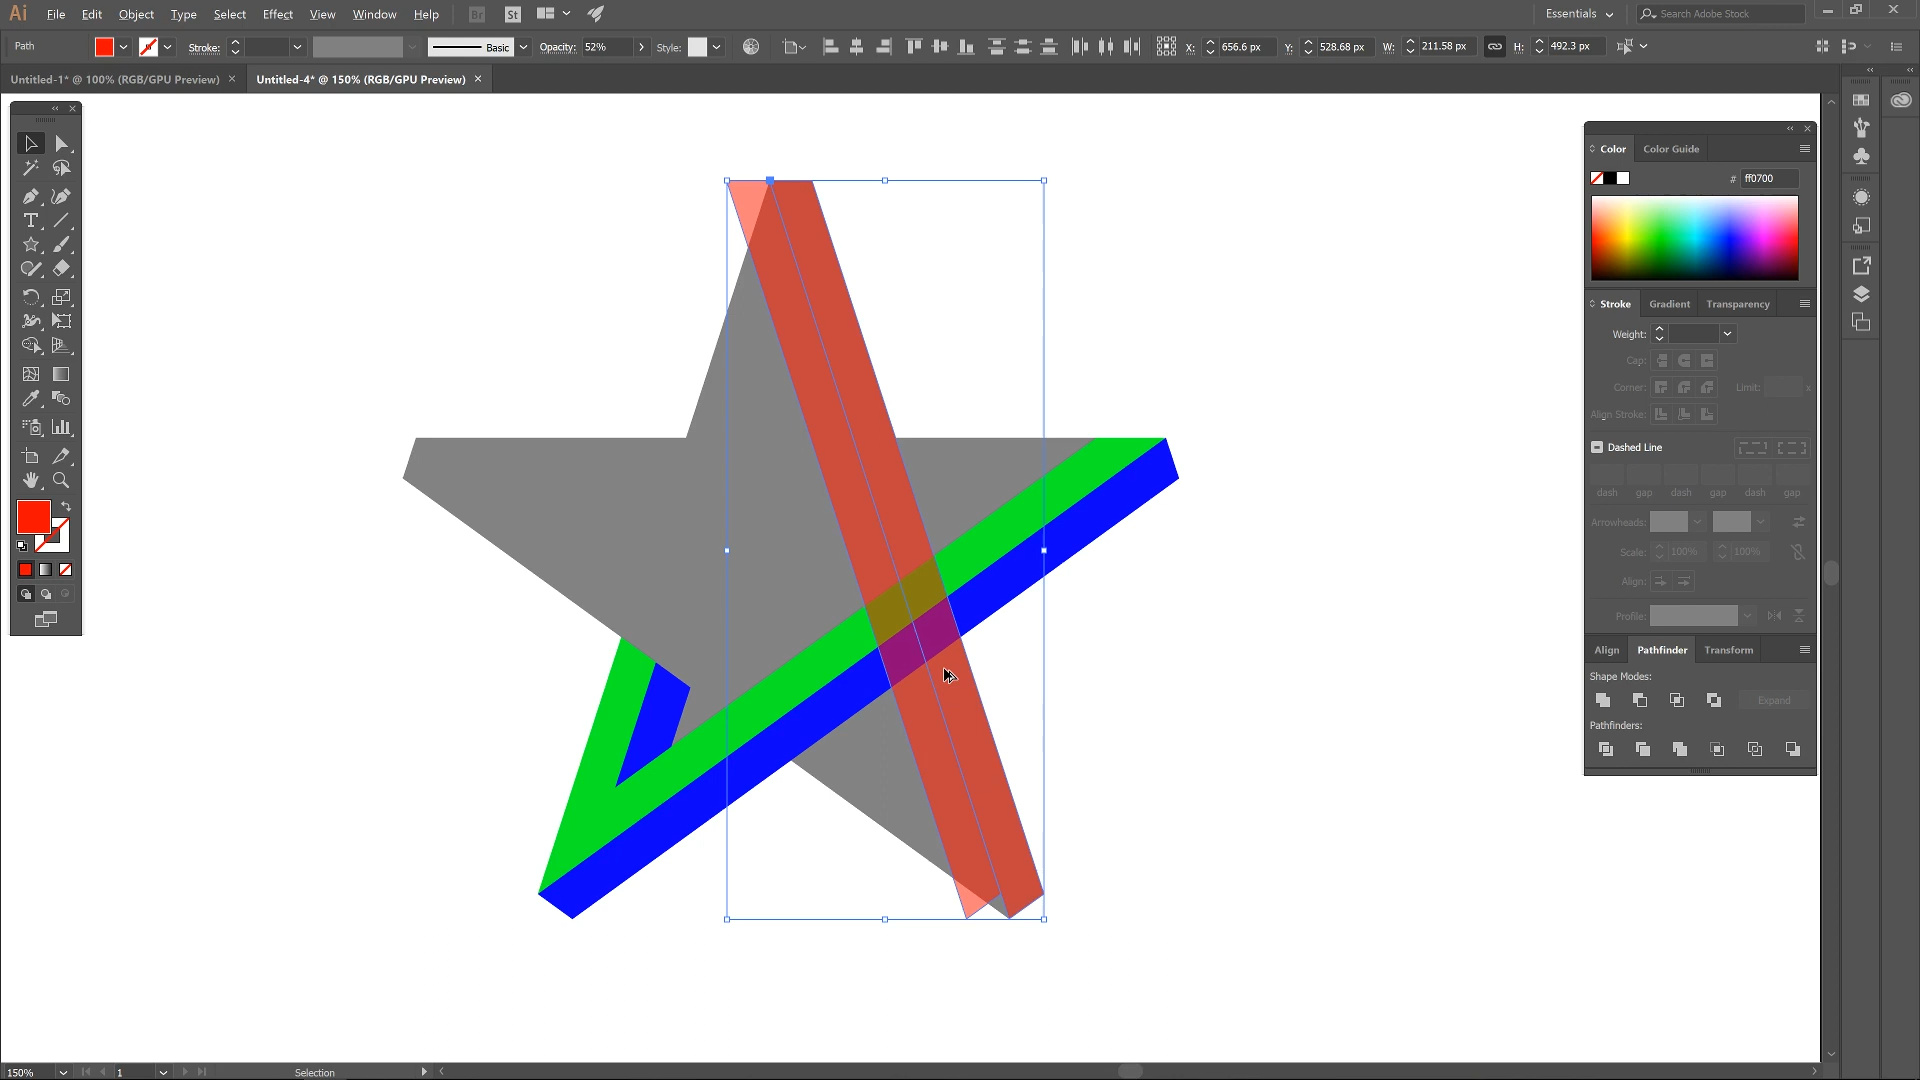 Ai File Edit Object Type Select Effect View Window Help Br St Essentials Search Adobe Stock
Path Stroke: Basic Opacity: 52% Style: X: 656.6 px Y: 528.68 px W: 211.58 px H: 492.3 px
Untitled-1* @ 100% (RGB/GPU Preview) × Untitled-4* @ 150% (RGB/GPU Preview) ×
Color Color Guide
# ff0700
Stroke Gradient Transparency
Weight:
Cap:
Corner: Limit: x
Align Stroke:
Dashed Line
dash gap dash gap dash gap
Arrowheads:
Scale: 100% 100%
Align:
Profile:
Align Pathfinder Transform
Shape Modes:
Expand
Pathfinders:
150% 1 Selection